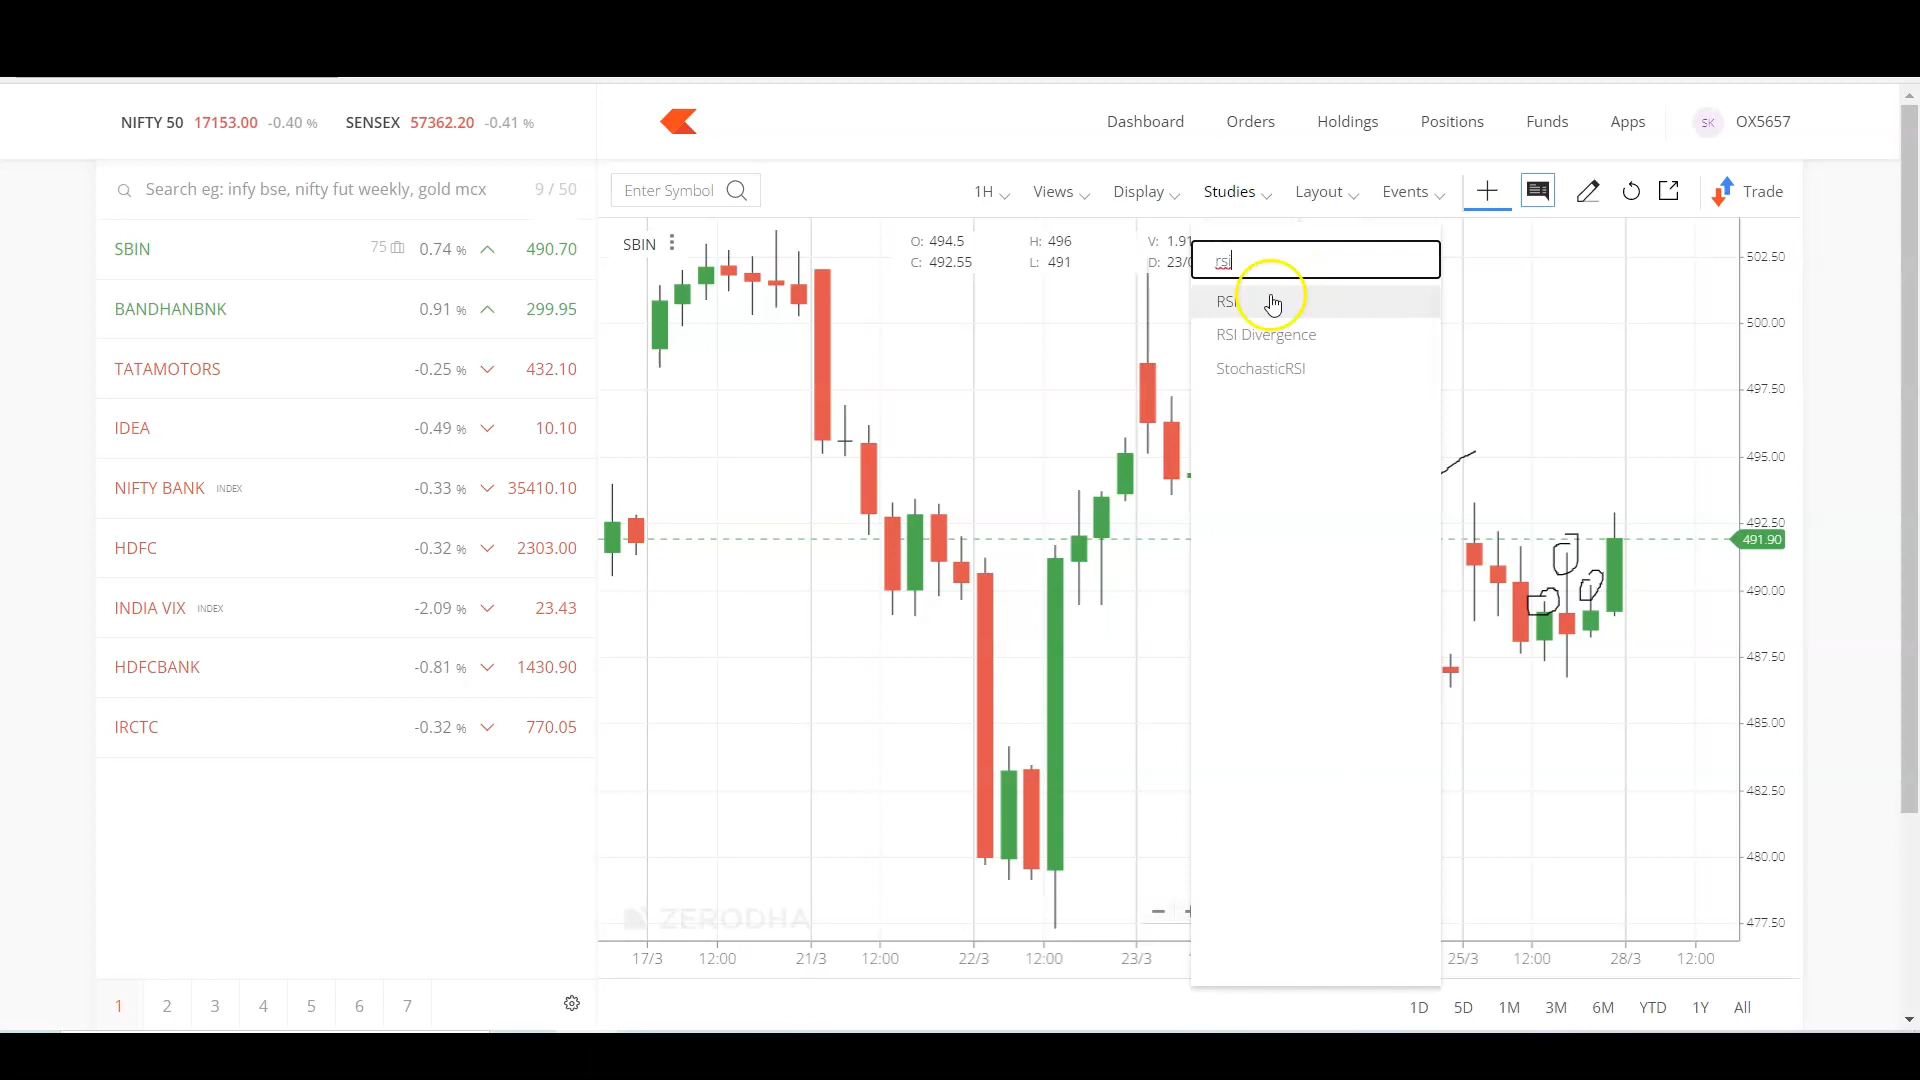 NIFTY 50 17153.00 -0.40 % SENSEX 57362.20 -0.41 %
Dashboard Orders Holdings Positions Funds Apps SK OX5657
Search eg: infy bse, nifty fut weekly, gold mcx 9 / 50
Enter Symbol 1H Views Display Studies Layout Events Trade
SBIN 75 0.74 % 490.70
BANDHANBNK 0.91 % 299.95
TATAMOTORS -0.25 % 432.10
IDEA -0.49 % 10.10
NIFTY BANK INDEX -0.33 % 35410.10
HDFC -0.32 % 2303.00
INDIA VIX INDEX -2.09 % 23.43
HDFCBANK -0.81 % 1430.90
IRCTC -0.32 % 770.05
1 2 3 4 5 6 7
SBIN
O: 494.5 H: 496 V: 1.91
C: 492.55 L: 491 D: 23/
rsi
RSI
RSI Divergence
StochasticRSI
502.50
500.00
497.50
495.00
492.50
491.90
490.00
487.50
485.00
482.50
480.00
477.50
ZERODHA
17/3 12:00 21/3 12:00 22/3 12:00 23/3 25/3 12:00 28/3 12:00
1D 5D 1M 3M 6M YTD 1Y All